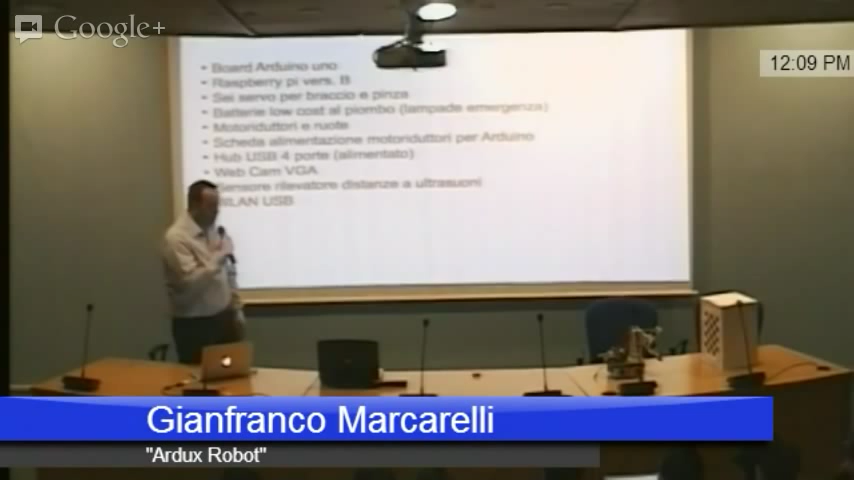 Google+
12:09 PM
• Board Arduino uno
• Raspberry pi vers. B
• Sei servo per braccio e pinza
• Batterie low cost al piombo (lampade emergenza)
• Motoriduttori e ruote
• Scheda alimentazione motoriduttori per Arduino
• Hub USB 4 porte (alimentato)
• Web Cam VGA
Sensore rilevatore distanze a ultrasuoni
WLAN USB
Gianfranco Marcarelli
"Ardux Robot"